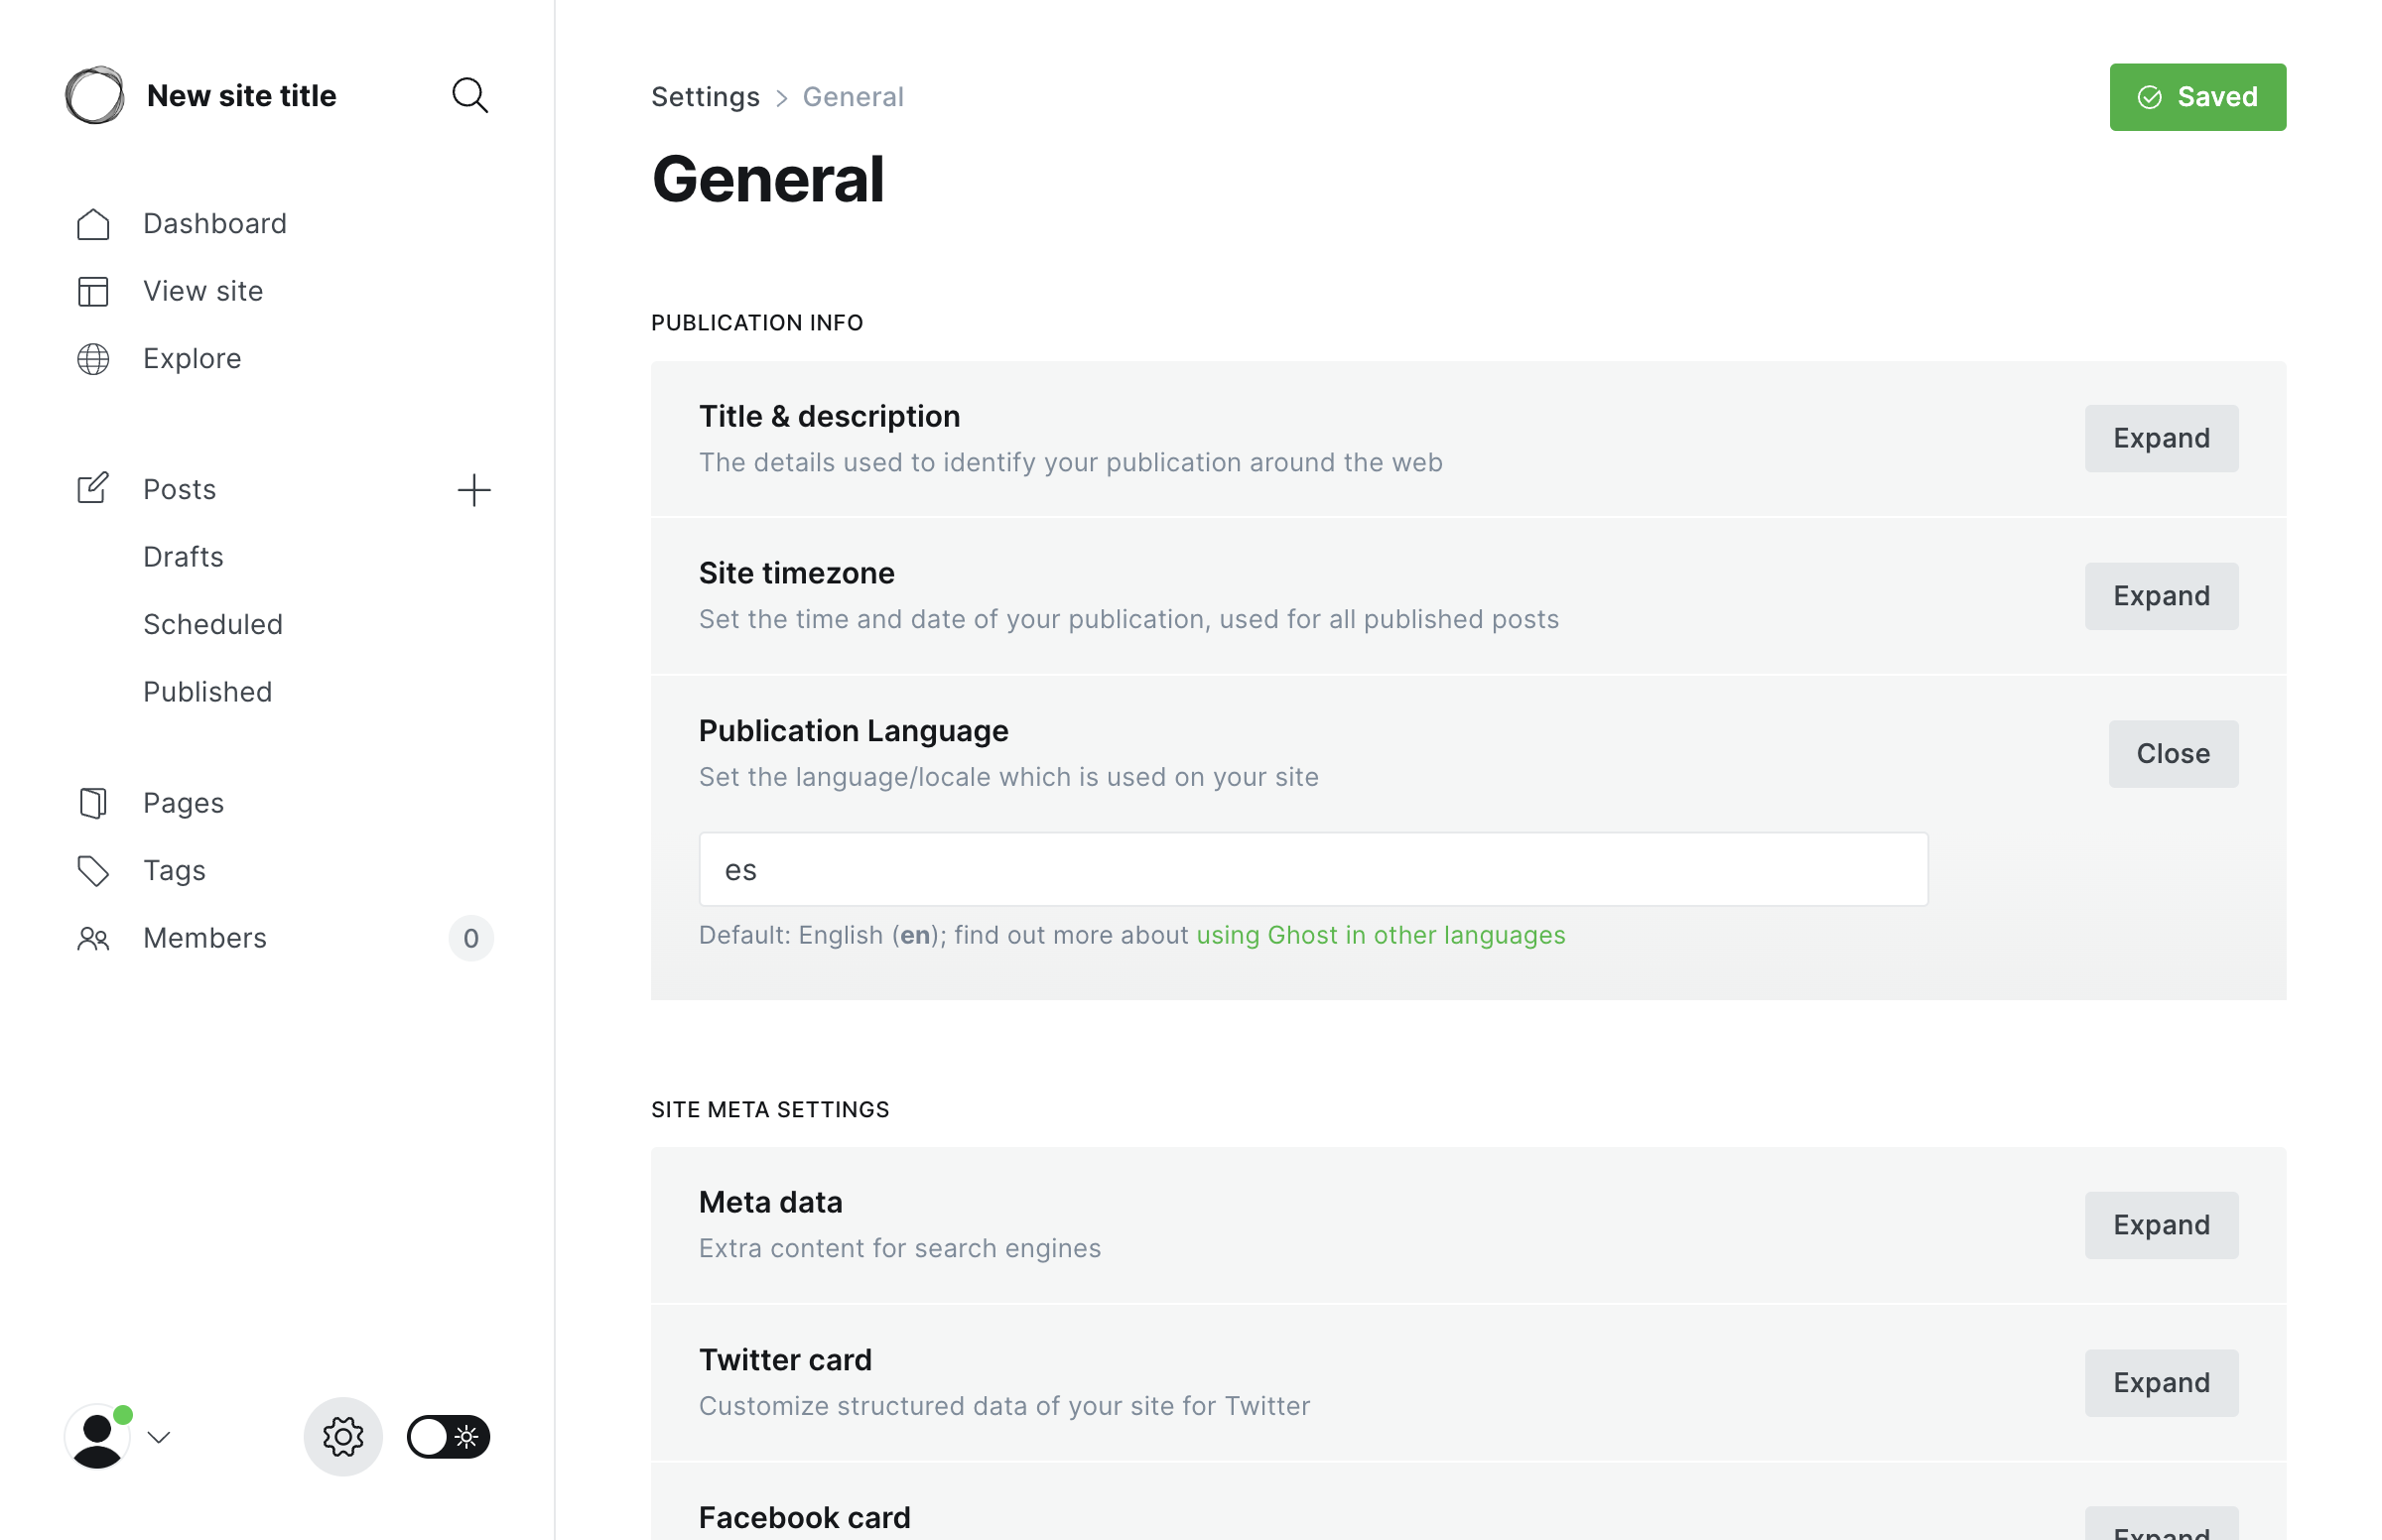 New site title
Dashboard
View site
Explore
Posts
Drafts
Scheduled
Published
Pages
Tags
Members 0
Settings > General
Saved
General
PUBLICATION INFO
Title & description
The details used to identify your publication around the web
Expand
Site timezone
Set the time and date of your publication, used for all published posts
Expand
Publication Language
Set the language/locale which is used on your site
Close
es
Default: English (en); find out more about using Ghost in other languages
SITE META SETTINGS
Meta data
Extra content for search engines
Expand
Twitter card
Customize structured data of your site for Twitter
Expand
Facebook card
Expand